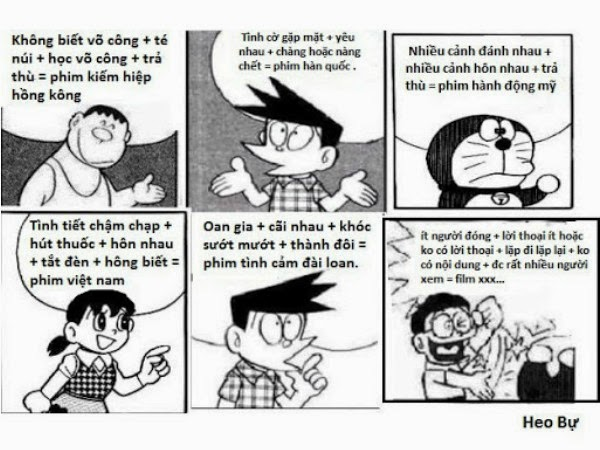 Không biết võ công + té
núi + học võ công + trả
thù = phim kiếm hiệp
hồng kông
Tình cờ gặp mặt + yêu
nhau + chàng hoặc nàng
chết = phim hàn quốc .
Nhiều cảnh đánh nhau +
nhiều cảnh hôn nhau + trả
thù = phim hành động mỹ
Tình tiết chậm chạp +
hút thuốc + hôn nhau
+ tắt đèn + hông biết =
phim việt nam
Oan gia + cãi nhau + khóc
sướt mướt + thành đôi =
phim tình cảm đài loan.
ít người đóng + lời thoại ít hoặc
ko có lời thoại + lặp đi lặp lại + ko
có nội dung + đc rất nhiều người
xem = film xxx...
Heo Bự